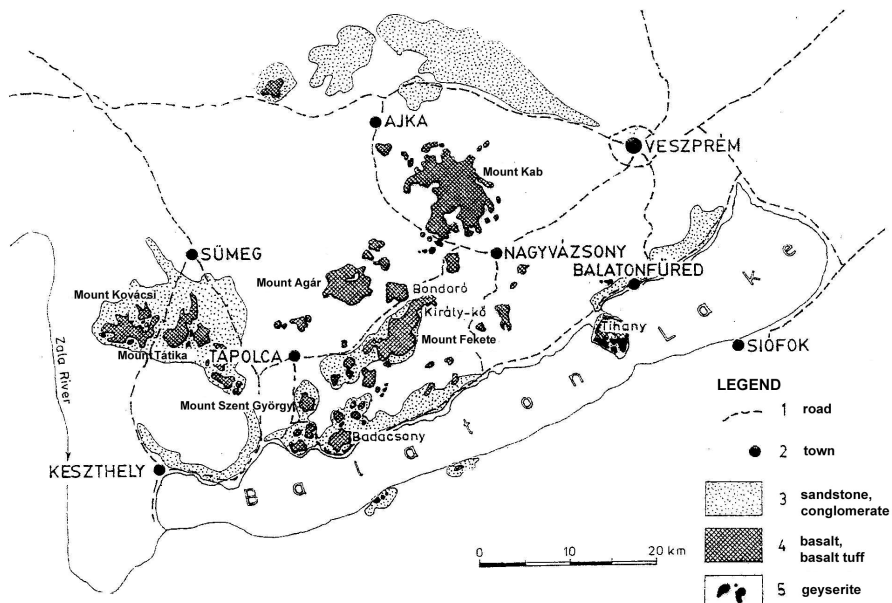 AJKA
VESZPRÉM
Mount Kab
SÜMEG
NAGYVÁZSONY
BALATONFÜRED
Mount Agár
Bondoró
Mount Kovácsi
Király-kő
Zala River
Tihany
Mount Fekete
Mount Tátika
TAPOLCA
SIÓFOK
Mount Szent György
Badacsony
KESZTHELY
Balaton Lake
LEGEND
1 road
2 town
3 sandstone,
conglomerate
4 basalt,
basalt tuff
5 geyserite
0 10 20 km